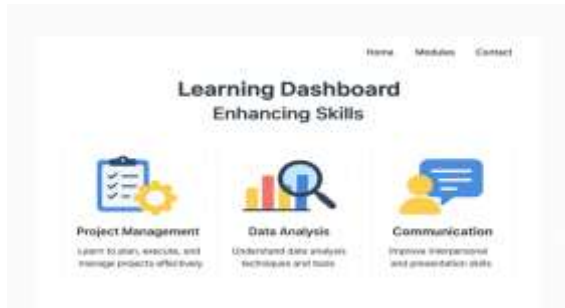 Home Modules Contact
Learning Dashboard
Enhancing Skills
Project Management
Learn to plan, execute, and
manage projects effectively
Data Analysis
Understand data analysis
techniques and tools
Communication
Improve interpersonal
and presentation skills